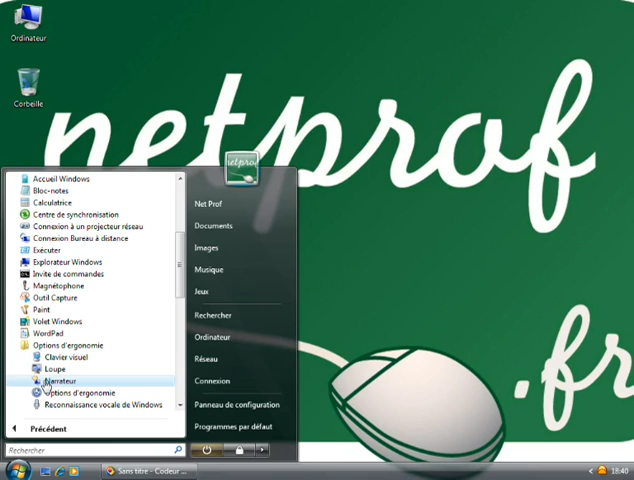 Ordinateur
Corbeille
netprof
.fr
netprof
Accueil Windows
Bloc-notes
Calculatrice
Centre de synchronisation
Connexion à un projecteur réseau
Connexion Bureau à distance
Exécuter
Explorateur Windows
Invite de commandes
Magnétophone
Outil Capture
Paint
Volet Windows
WordPad
Options d'ergonomie
Clavier visuel
Loupe
Narrateur
Options d'ergonomie
Reconnaissance vocale de Windows
Précédent
Rechercher
Net Prof
Documents
Images
Musique
Jeux
Rechercher
Ordinateur
Réseau
Connexion
Panneau de configuration
Programmes par défaut
Sans titre - Codeur ...
18:40